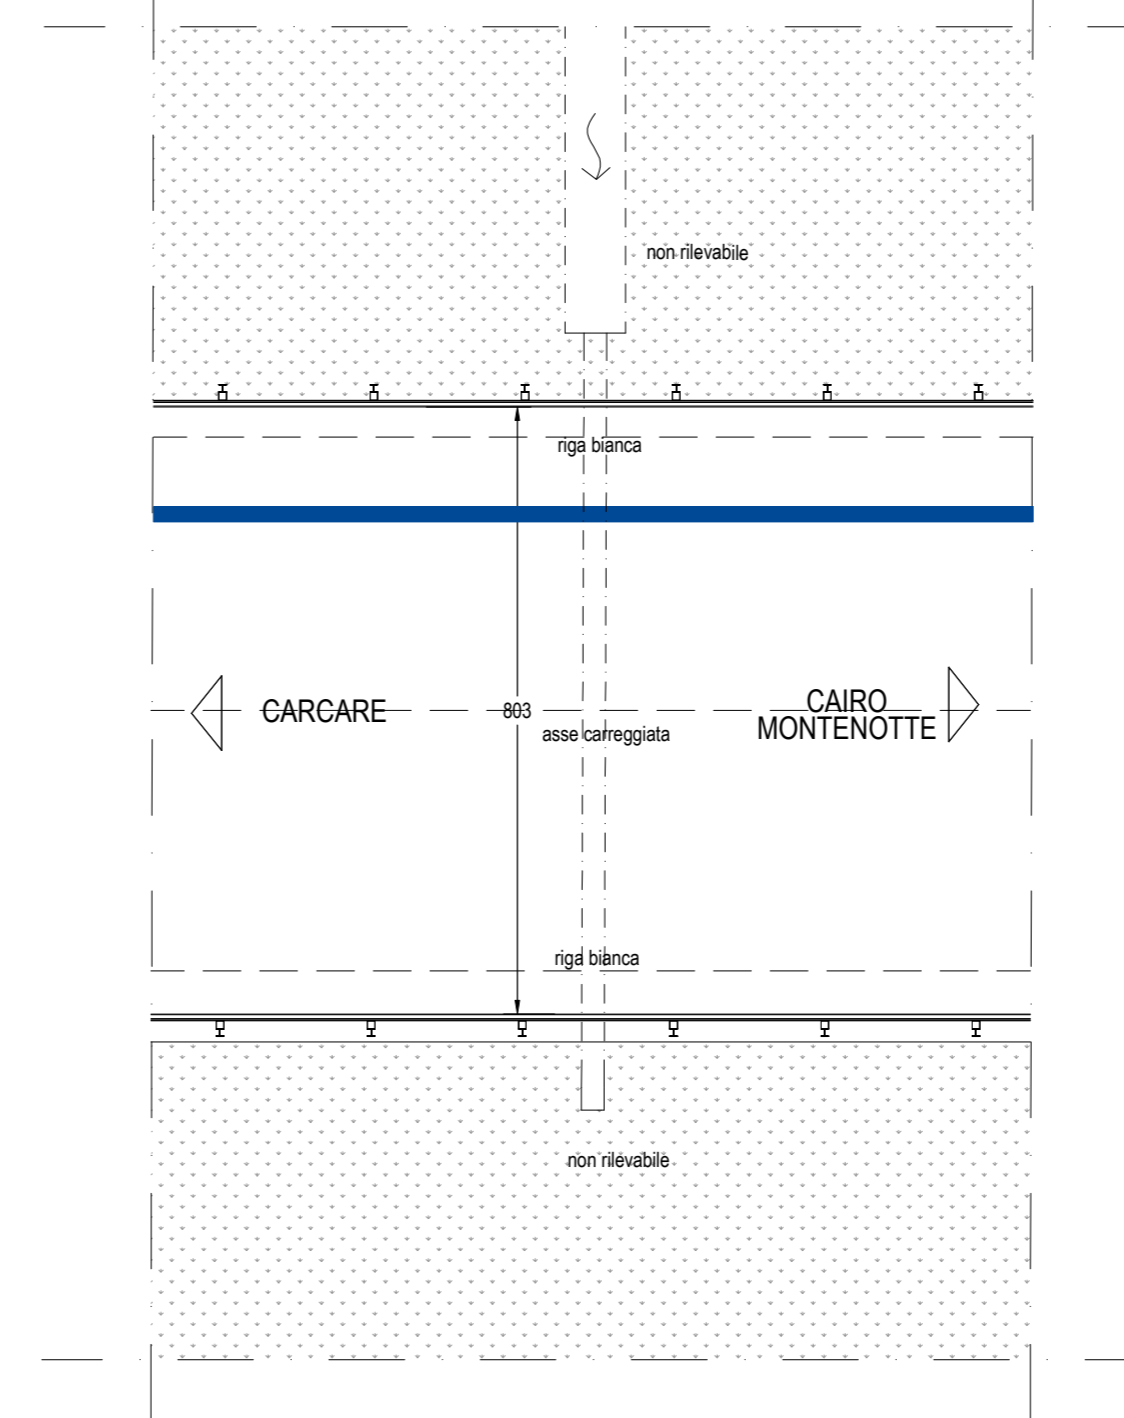 non rilevabile
riga bianca
CARCARE
803
CAIRO
MONTENOTTE
asse carreggiata
riga bianca
non rilevabile